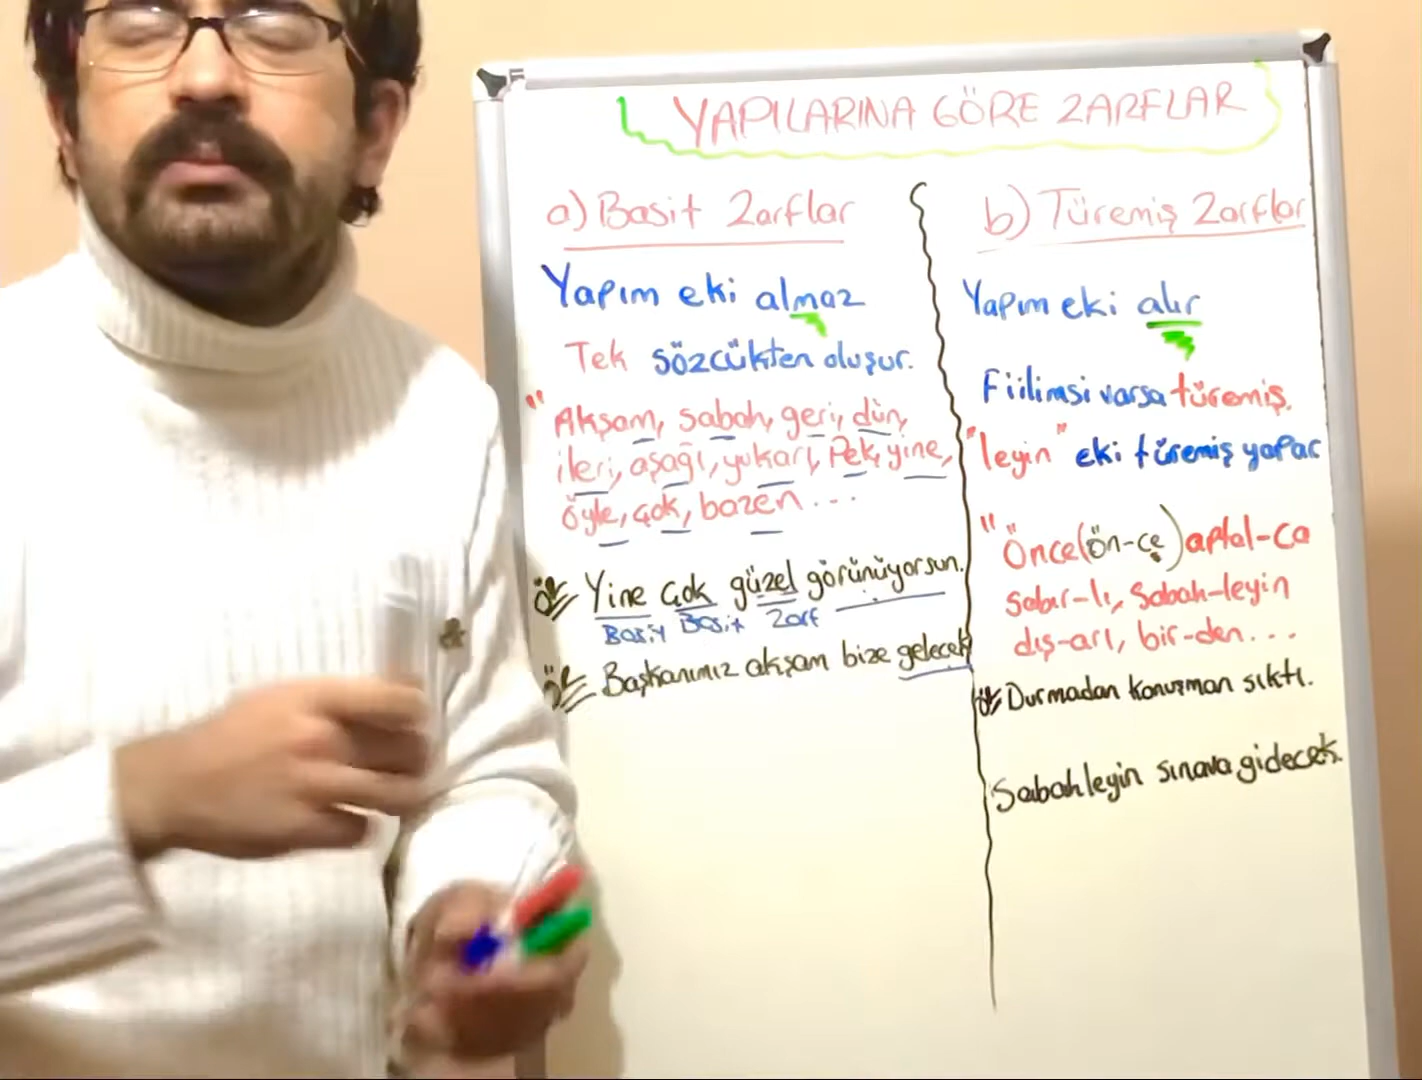 YAPILARINA GÖRE ZARFLAR
a) Basit Zarflar
Yapım eki almaz
Tek sözcükten oluşur.
"Akşam, sabah, geri, dün,
ileri, aşağı, yukarı, Pek, yine,
öyle, çok, bazen...
ör Yine çok güzel görünüyorsun.
Basit Basit Zarf
ör Başkanımız akşam bize gelecek
b) Türemiş Zarflar
Yapım eki alır
Fiilimsi varsa türemiş.
"leyin" eki türemiş yapar
"Önce(ön-ce) aptal-ca
sabır-lı, Sabah-leyin
dış-arı, bir-den...
ör Durmadan konuşman sıktı.
Sabahleyin sınava gidecek.